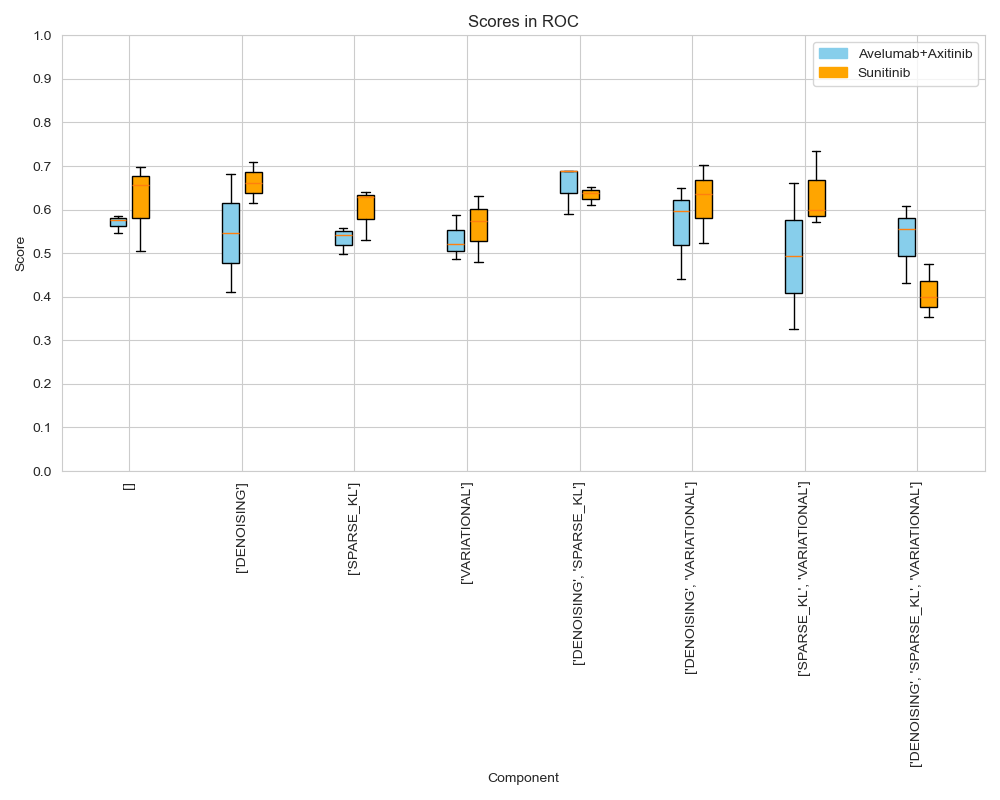 Scores in ROC
Avelumab+Axitinib
Sunitinib
Score
1.0
0.9
0.8
0.7
0.6
0.5
0.4
0.3
0.2
0.1
0.0
[]
['DENOISING']
['SPARSE_KL']
['VARIATIONAL']
['DENOISING', 'SPARSE_KL']
['DENOISING', 'VARIATIONAL']
['SPARSE_KL', 'VARIATIONAL']
['DENOISING', 'SPARSE_KL', 'VARIATIONAL']
Component